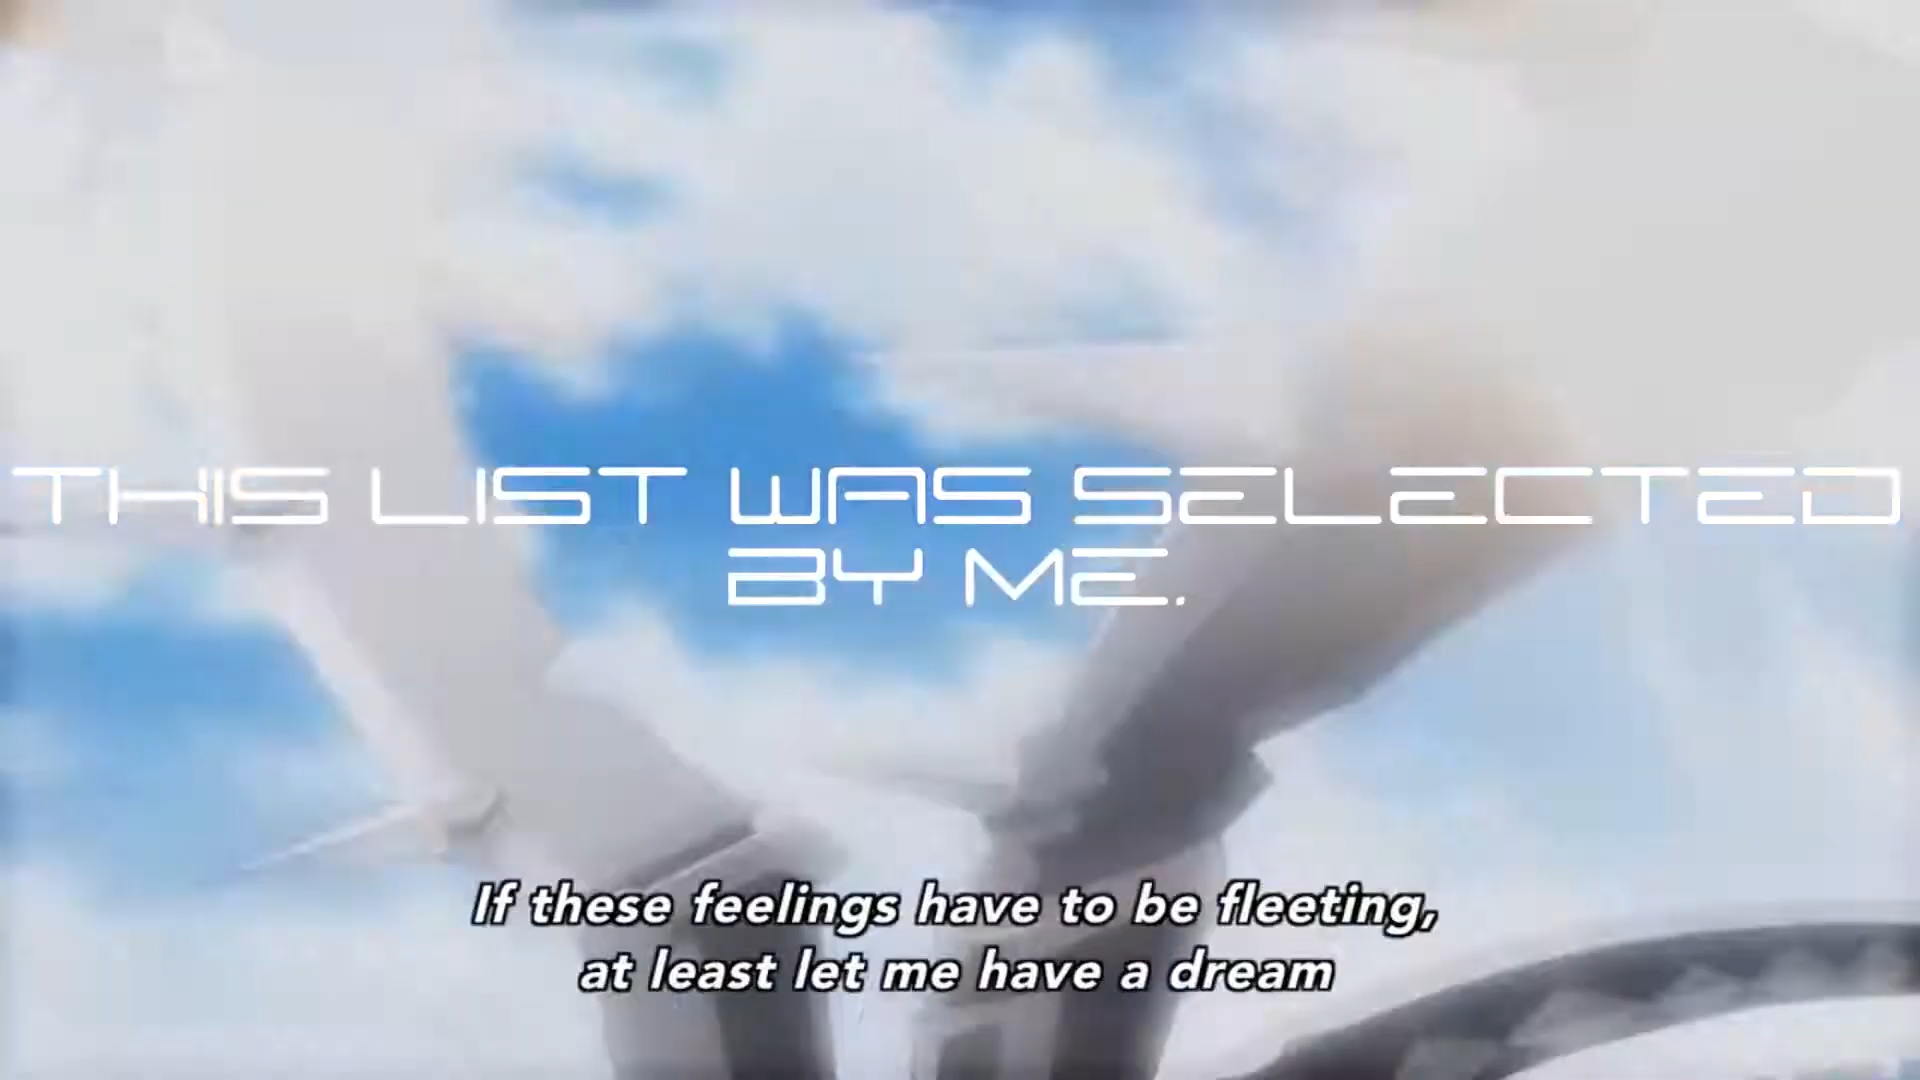 THIS LIST WAS SELECTED
BY ME.
If these feelings have to be fleeting,
at least let me have a dream